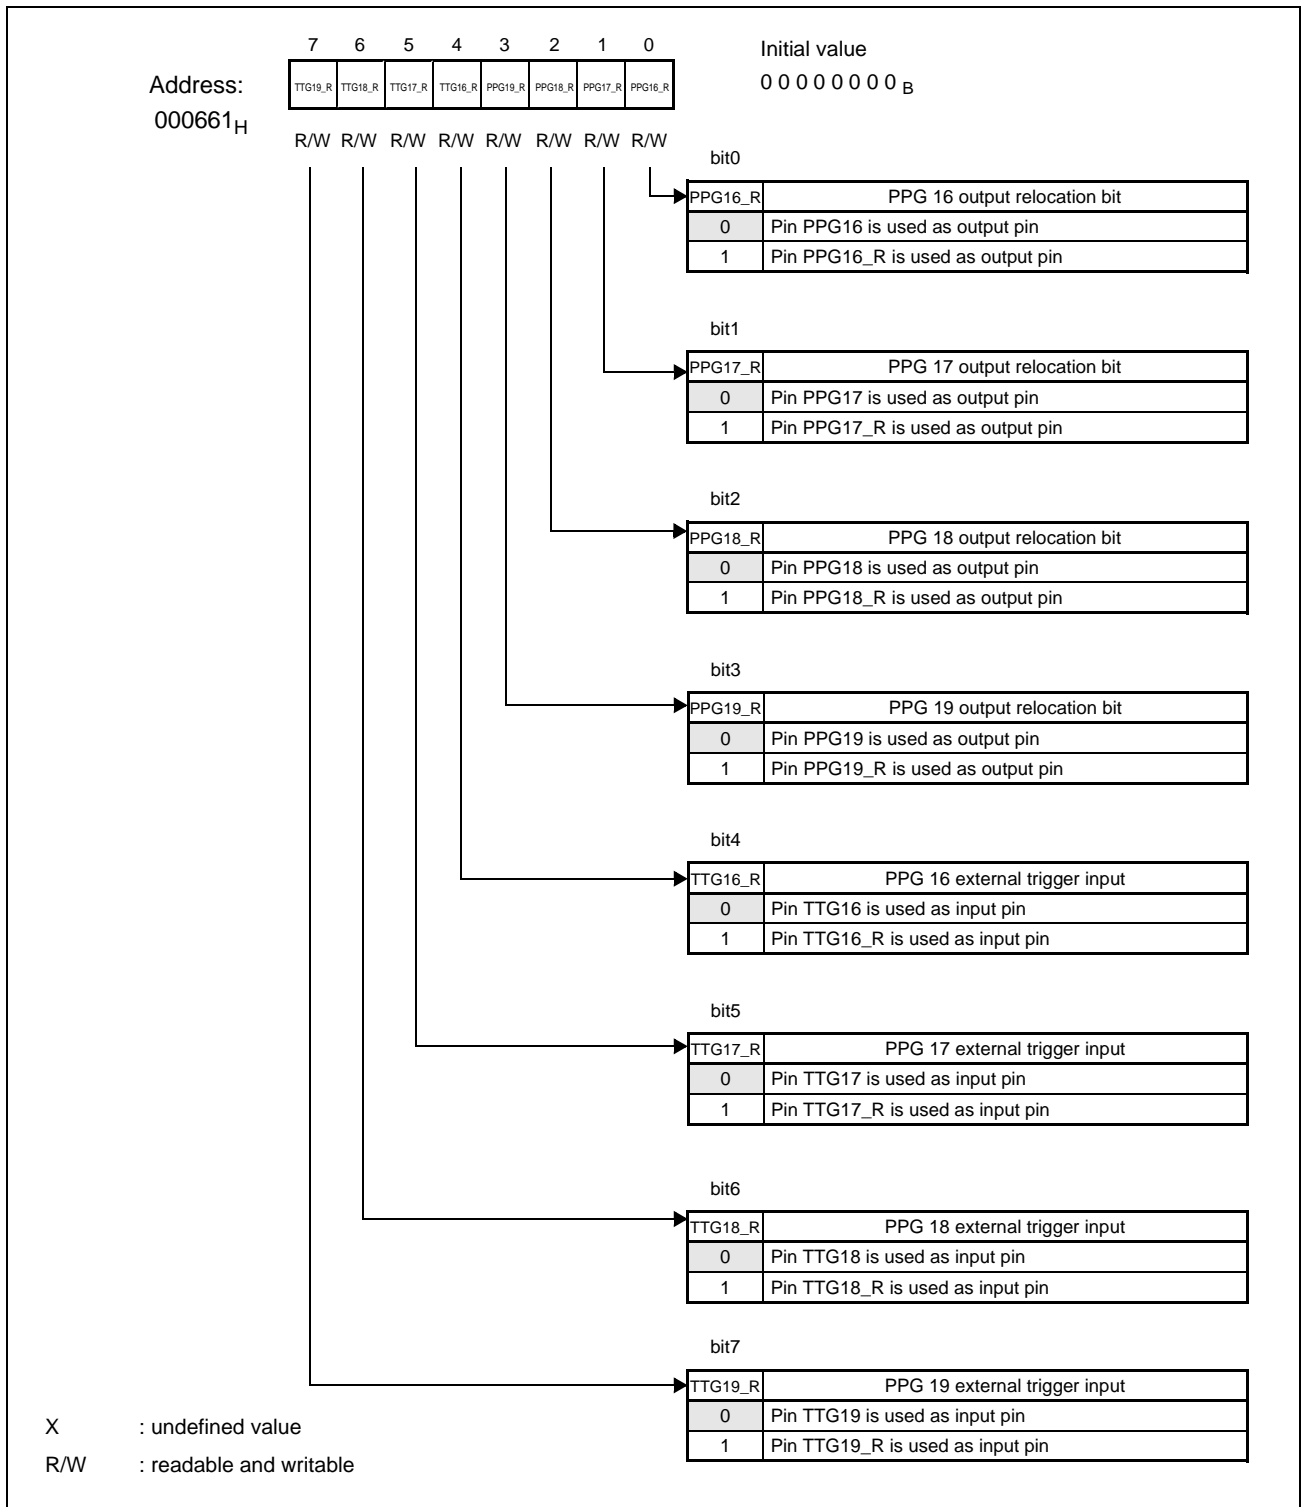 7 6 5 4 3 2 1 0
Initial value
Address:
TTG19_R TTG18_R TTG17_R TTG16_R PPG19_R PPG18_R PPG17_R PPG16_R
0 0 0 0 0 0 0 0 B
000661H
R/W R/W R/W R/W R/W R/W R/W R/W
bit0
PPG16_R PPG 16 output relocation bit
0 Pin PPG16 is used as output pin
1 Pin PPG16_R is used as output pin
bit1
PPG17_R PPG 17 output relocation bit
0 Pin PPG17 is used as output pin
1 Pin PPG17_R is used as output pin
bit2
PPG18_R PPG 18 output relocation bit
0 Pin PPG18 is used as output pin
1 Pin PPG18_R is used as output pin
bit3
PPG19_R PPG 19 output relocation bit
0 Pin PPG19 is used as output pin
1 Pin PPG19_R is used as output pin
bit4
TTG16_R PPG 16 external trigger input
0 Pin TTG16 is used as input pin
1 Pin TTG16_R is used as input pin
bit5
TTG17_R PPG 17 external trigger input
0 Pin TTG17 is used as input pin
1 Pin TTG17_R is used as input pin
bit6
TTG18_R PPG 18 external trigger input
0 Pin TTG18 is used as input pin
1 Pin TTG18_R is used as input pin
bit7
TTG19_R PPG 19 external trigger input
0 Pin TTG19 is used as input pin
1 Pin TTG19_R is used as input pin
X : undefined value
R/W : readable and writable